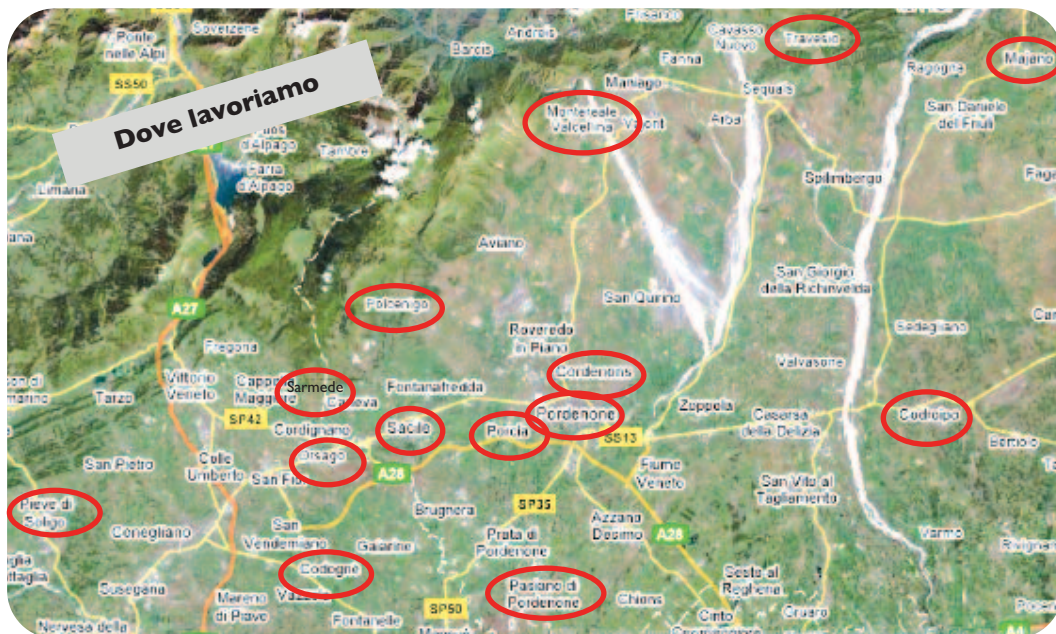 Soverzene
Ponte
nelle Alpi
SS50
Dove lavoriamo
d'Alpago
Farra
d'Alpago
Tambre
Limana
Barcis
Andreis
Frisanco
Cavasso
Nuovo
Fanna
Travesio
Ragogna
Majano
Maniago
Sequals
Montereale
Valcellina
Vajont
Arba
San Daniele
del Friuli
Spilimbergo
Aviano
San Quirino
San Giorgio
della Richinvelda
A27
Polcenigo
Roveredo
in Piano
Sedegliano
Fregona
Valvasone
Cordenons
Vittorio
Veneto
Cappella
Maggiore
Sarmede
Caneva
Fontanafredda
Tarzo
SP42
Cordignano
Sacile
Porcia
Pordenone
SS13
Zoppola
Casarsa
della Delizia
Codroipo
Bertiolo
San Pietro
Colle
Umberto
San Fior
Orsago
A28
Fiume
Veneto
San Vito al
Tagliamento
Pieve di
Soligo
Conegliano
San
Vendemiano
Gaiarine
Brugnera
SP35
Prata di
Pordenone
Azzano
Decimo
A28
Varmo
Codogné
Susegana
Mareno
di Piave
Fontanelle
SP50
Pasiano di
Pordenone
Chions
Sesto al
Reghena
Cinto
Nervesa della
A4